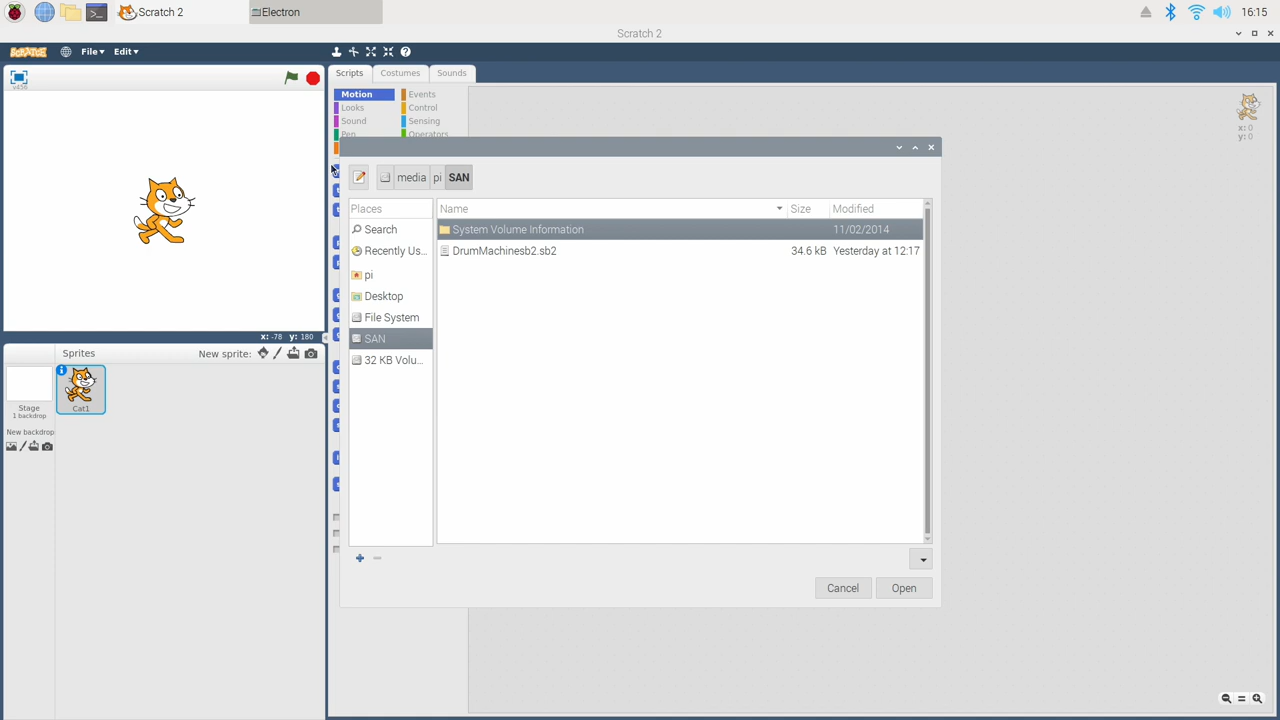 Scratch 2
Electron
16:15
Scratch 2
SCRATCH
File
Edit
v456
Scripts
Costumes
Sounds
Motion
Events
Looks
Control
Sound
Sensing
Pen
Operators
x: 0
y: 0
media
pi
SAN
Places
Name
Size
Modified
Search
System Volume Information
11/02/2014
Recently Us...
DrumMachinesb2.sb2
34.6 kB
Yesterday at 12:17
pi
Desktop
File System
SAN
32 KB Volu...
x: -78 y: 180
Sprites
New sprite:
Stage
1 backdrop
Cat1
New backdrop
Cancel
Open